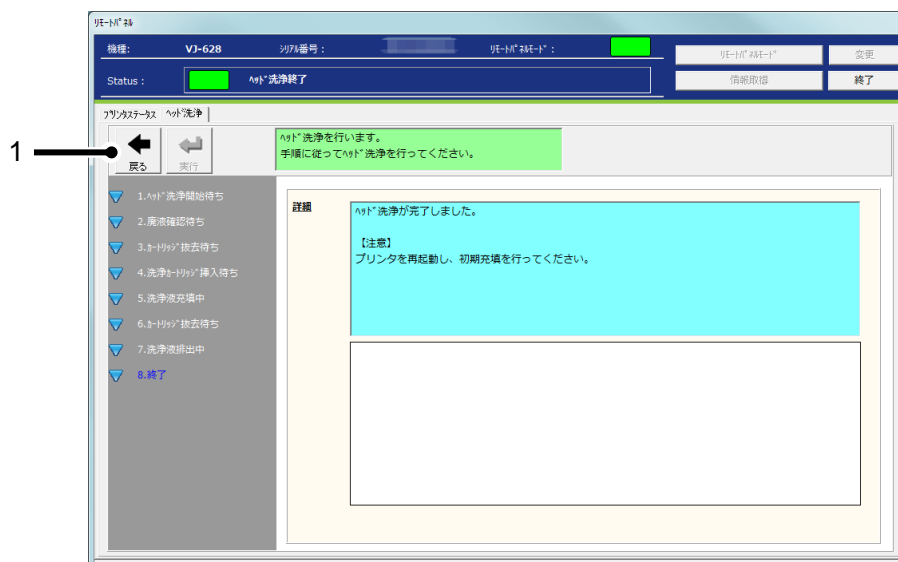 ﾘﾓｰﾄﾊﾟﾈﾙ
機種: VJ-628 ｼﾘｱﾙ番号： ﾘﾓｰﾄﾊﾟﾈﾙﾓｰﾄﾞ：
ﾘﾓｰﾄﾊﾟﾈﾙﾓｰﾄﾞ 変更
Status： ﾍｯﾄﾞ洗浄終了
情報取得 終了
ﾌﾟﾘﾝﾀｽﾃｰﾀｽ ﾍｯﾄﾞ洗浄
1
戻る 実行
ﾍｯﾄﾞ洗浄を行います。
手順に従ってﾍｯﾄﾞ洗浄を行ってください。
1.ﾍｯﾄﾞ洗浄開始待ち
2.廃液確認待ち
3.ｶｰﾄﾘｯｼﾞ抜去待ち
4.洗浄ｶｰﾄﾘｯｼﾞ挿入待ち
5.洗浄液充填中
6.ｶｰﾄﾘｯｼﾞ抜去待ち
7.洗浄液排出中
8.終了
詳細
ﾍｯﾄﾞ洗浄が完了しました。
【注意】
プリンタを再起動し、初期充填を行ってください。